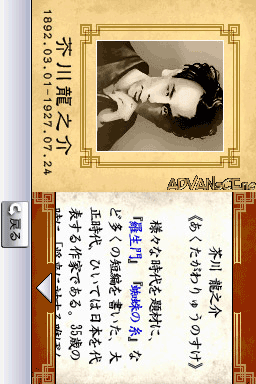 芥川龍之介
1892.03.01-1927.07.24
ADVANsCE.ro
芥川 龍之介
《あくたがわりゅうのすけ》
様々な時代を題材に、
『羅生門』『蜘蛛の糸』な
ど多くの短編を書いた、大
正時代、ひいては日本を代
表する作家である。35歳の
戻る